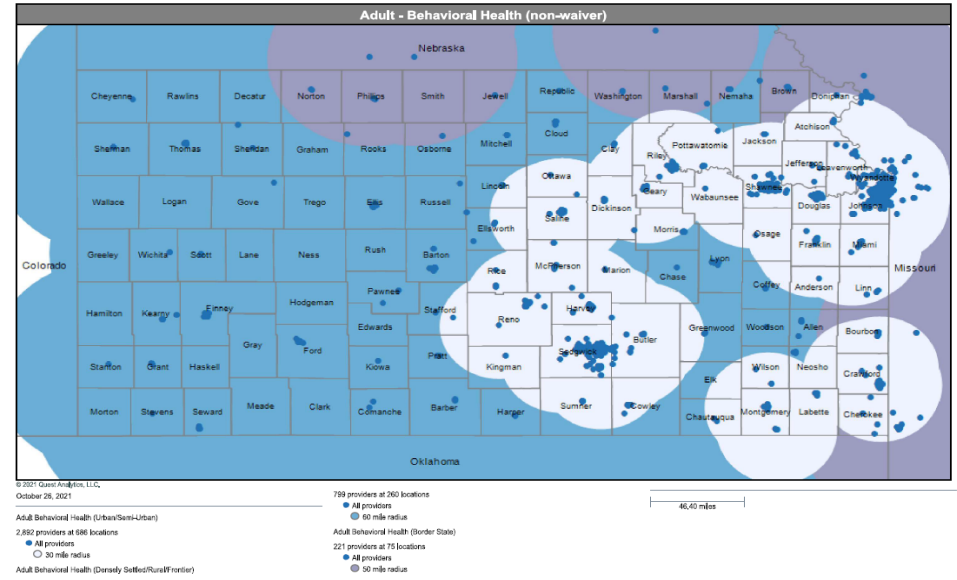 Adult - Behavioral Health (non-waiver)
Nebraska
Cheyenne Rawlins Decatur Norton Phillips Smith Jewell Republic Washington Marshall Nemaha Brown Doniphan
Atchison
Sherman Thomas Sheridan Graham Rooks Osborne Mitchell Cloud Clay Riley Pottawatomie Jackson
Jefferson Leavenworth
Wyandotte
Wallace Logan Gove Trego Ellis Russell Lincoln Ottawa Geary Wabaunsee Shawnee Douglas Johnson
Saline Dickinson
Ellsworth Morris Osage
Franklin Miami
Greeley Wichita Scott Lane Ness Rush Barton McPherson Marion Chase Lyon
Colorado Missouri
Rice Coffey Anderson Linn
Pawnee
Hamilton Kearny Finney Hodgeman Stafford Reno Harvey
Edwards Greenwood Woodson Allen Bourbon
Gray Ford Butler
Stanton Grant Haskell Kiowa Pratt Kingman Sedgwick Wilson Neosho Crawford
Elk
Morton Stevens Seward Meade Clark Comanche Barber Harper Sumner Cowley Chautauqua Montgomery Labette Cherokee
Oklahoma
© 2021 Quest Analytics, LLC.
October 26, 2021
Adult Behavioral Health (Urban/Semi-Urban)
2,892 providers at 686 locations
All providers
30 mile radius
Adult Behavioral Health (Densely Settled/Rural/Frontier)
799 providers at 260 locations
All providers
60 mile radius
Adult Behavioral Health (Border State)
221 providers at 75 locations
All providers
50 mile radius
46,40 miles